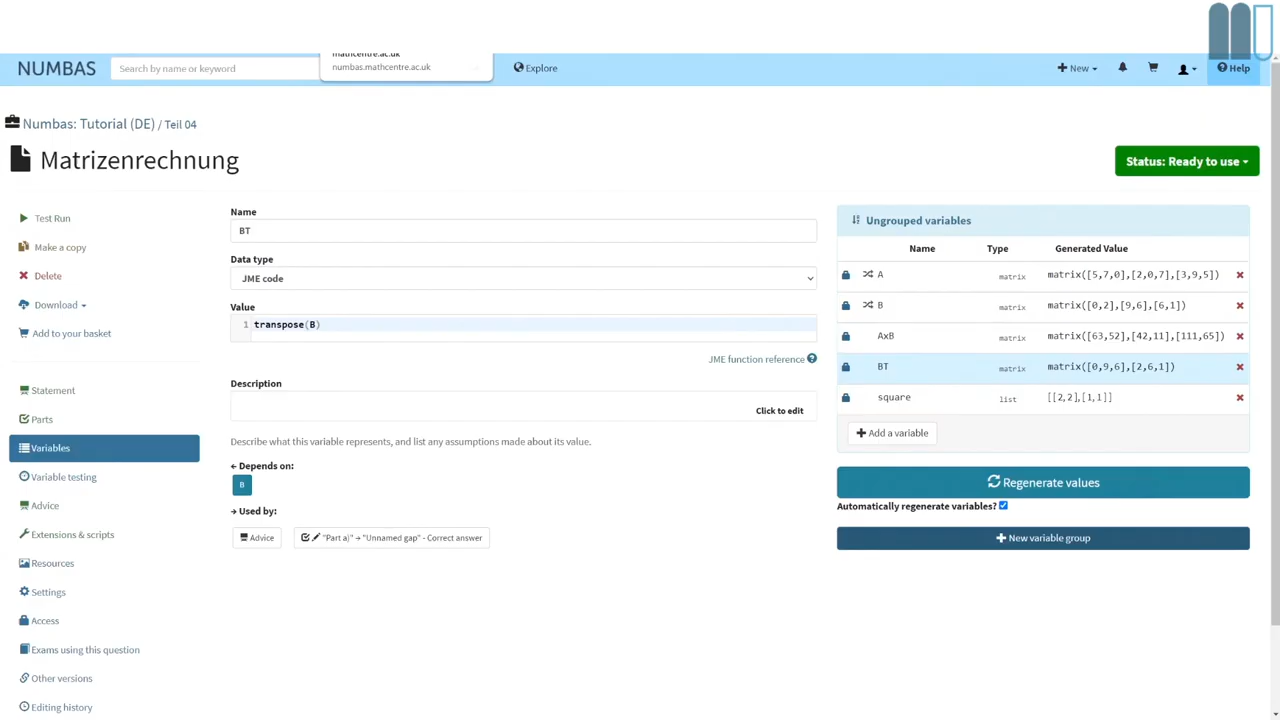 mathcentre.ac.uk
NUMBAS
Search by name or keyword
numbas.mathcentre.ac.uk
Explore
New
Help
Numbas: Tutorial (DE) / Teil 04
Matrizenrechnung
Status: Ready to use
Test Run
Make a copy
Delete
Download
Add to your basket
Statement
Parts
Variables
Variable testing
Advice
Extensions & scripts
Resources
Settings
Access
Exams using this question
Other versions
Editing history
Name
BT
Data type
JME code
Value
1 transpose(B)
JME function reference
Description
Click to edit
Describe what this variable represents, and list any assumptions made about its value.
← Depends on:
B
→ Used by:
Advice
"Part a)" → "Unnamed gap" - Correct answer
Ungrouped variables
Name Type Generated Value
A matrix matrix([5,7,0],[2,0,7],[3,9,5])
B matrix matrix([0,2],[9,6],[6,1])
AxB matrix matrix([63,52],[42,11],[111,65])
BT matrix matrix([0,9,6],[2,6,1])
square list [[2,2],[1,1]]
Add a variable
Regenerate values
Automatically regenerate variables?
New variable group